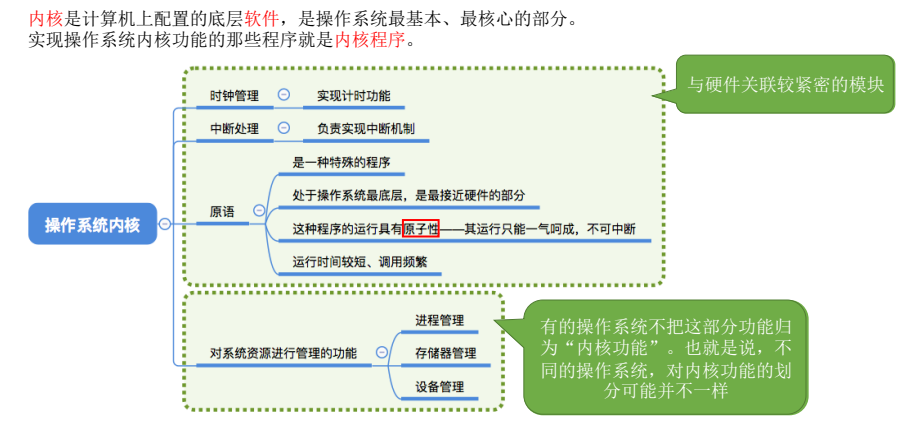 内核是计算机上配置的底层软件，是操作系统最基本、最核心的部分。
实现操作系统内核功能的那些程序就是内核程序。
与硬件关联较紧密的模块
时钟管理
实现计时功能
中断处理
负责实现中断机制
是一种特殊的程序
处于操作系统最底层，是最接近硬件的部分
原语
操作系统内核
这种程序的运行具有原子性——其运行只能一气呵成，不可中断
运行时间较短、调用频繁
进程管理
对系统资源进行管理的功能
存储器管理
设备管理
有的操作系统不把这部分功能归
为“内核功能”。也就是说，不
同的操作系统，对内核功能的划
分可能并不一样